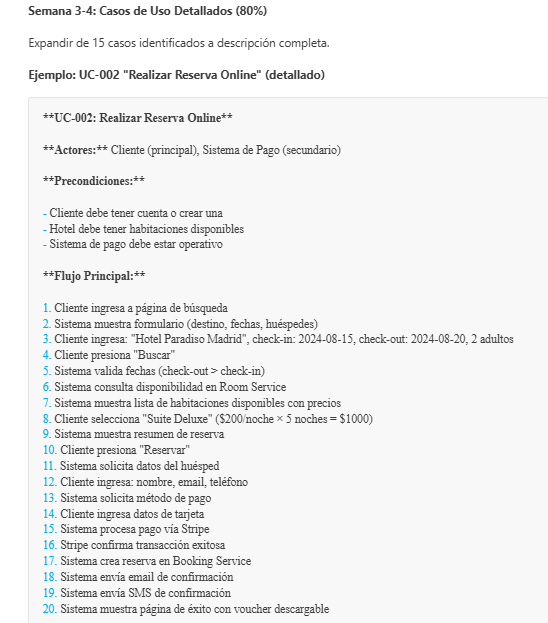 Semana 3-4: Casos de Uso Detallados (80%)
Expandir de 15 casos identificados a descripción completa.
Ejemplo: UC-002 "Realizar Reserva Online" (detallado)
**UC-002: Realizar Reserva Online**
**Actores:** Cliente (principal), Sistema de Pago (secundario)
**Precondiciones:**
- Cliente debe tener cuenta o crear una
- Hotel debe tener habitaciones disponibles
- Sistema de pago debe estar operativo
**Flujo Principal:**
1. Cliente ingresa a página de búsqueda
2. Sistema muestra formulario (destino, fechas, huéspedes)
3. Cliente ingresa: "Hotel Paradiso Madrid", check-in: 2024-08-15, check-out: 2024-08-20, 2 adultos
4. Cliente presiona "Buscar"
5. Sistema valida fechas (check-out > check-in)
6. Sistema consulta disponibilidad en Room Service
7. Sistema muestra lista de habitaciones disponibles con precios
8. Cliente selecciona "Suite Deluxe" ($200/noche × 5 noches = $1000)
9. Sistema muestra resumen de reserva
10. Cliente presiona "Reservar"
11. Sistema solicita datos del huésped
12. Cliente ingresa: nombre, email, teléfono
13. Sistema solicita método de pago
14. Cliente ingresa datos de tarjeta
15. Sistema procesa pago vía Stripe
16. Stripe confirma transacción exitosa
17. Sistema crea reserva en Booking Service
18. Sistema envía email de confirmación
19. Sistema envía SMS de confirmación
20. Sistema muestra página de éxito con voucher descargable